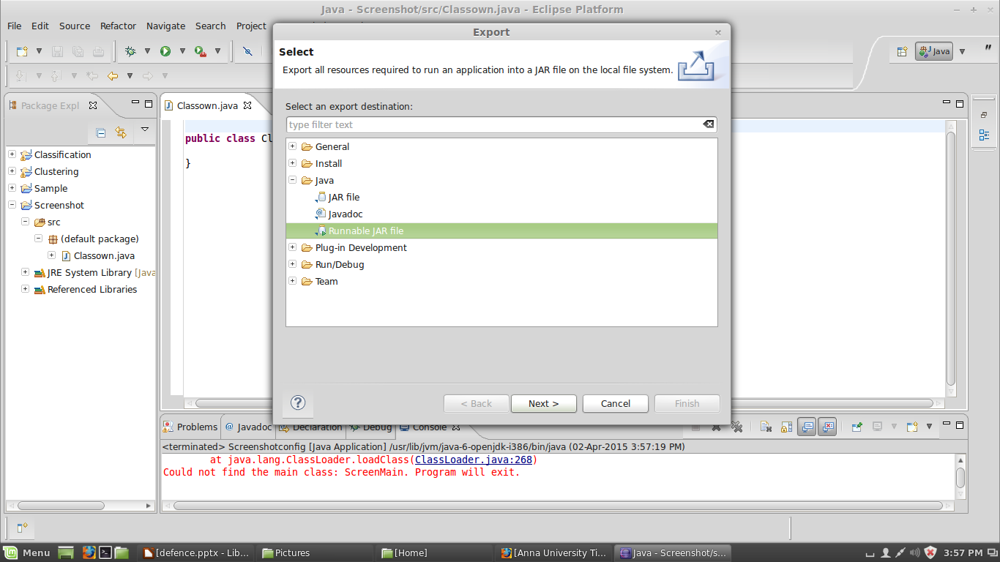 Java - Screenshot/src/Classown.java - Eclipse Platform
File Edit Source Refactor Navigate Search Project
Java
Package Expl
Classification
Clustering
Sample
Screenshot
src
(default package)
Classown.java
JRE System Library [Java
Referenced Libraries
Classown.java
public class Cl
}
Export
Select
Export all resources required to run an application into a JAR file on the local file system.
Select an export destination:
type filter text
General
Install
Java
JAR file
Javadoc
Runnable JAR file
Plug-in Development
Run/Debug
Team
< Back Next > Cancel Finish
Problems Javadoc Declaration Debug Console
<terminated> Screenshotconfig [Java Application] /usr/lib/jvm/java-6-openjdk-i386/bin/java (02-Apr-2015 3:57:19 PM)
at java.lang.ClassLoader.loadClass(ClassLoader.java:268)
Could not find the main class: ScreenMain. Program will exit.
Menu [defence.pptx - Lib... Pictures [Home] [Anna University Ti... Java - Screenshot/s... 3:57 PM